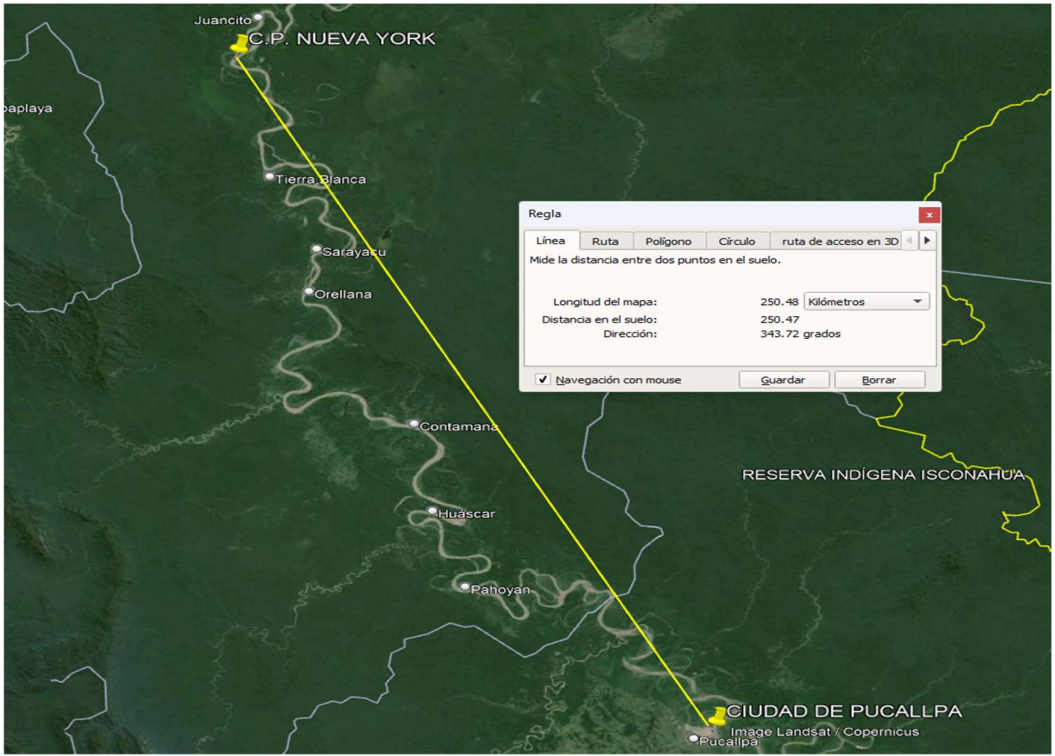 Juancito
C.P. NUEVA YORK
oaplaya
Tierra Blanca
Regla
x
Línea Ruta Polígono Círculo ruta de acceso en 3D
Sarayacu
Mide la distancia entre dos puntos en el suelo.
Orellana
Longitud del mapa: 250.48 Kilómetros
Distancia en el suelo: 250.47
Dirección: 343.72 grados
Navegación con mouse Guardar Borrar
Contamana
RESERVA INDÍGENA ISCONAHUA
Huáscar
Pahoyan
CIUDAD DE PUCALLPA
Image Landsat / Copernicus
Pucallpa